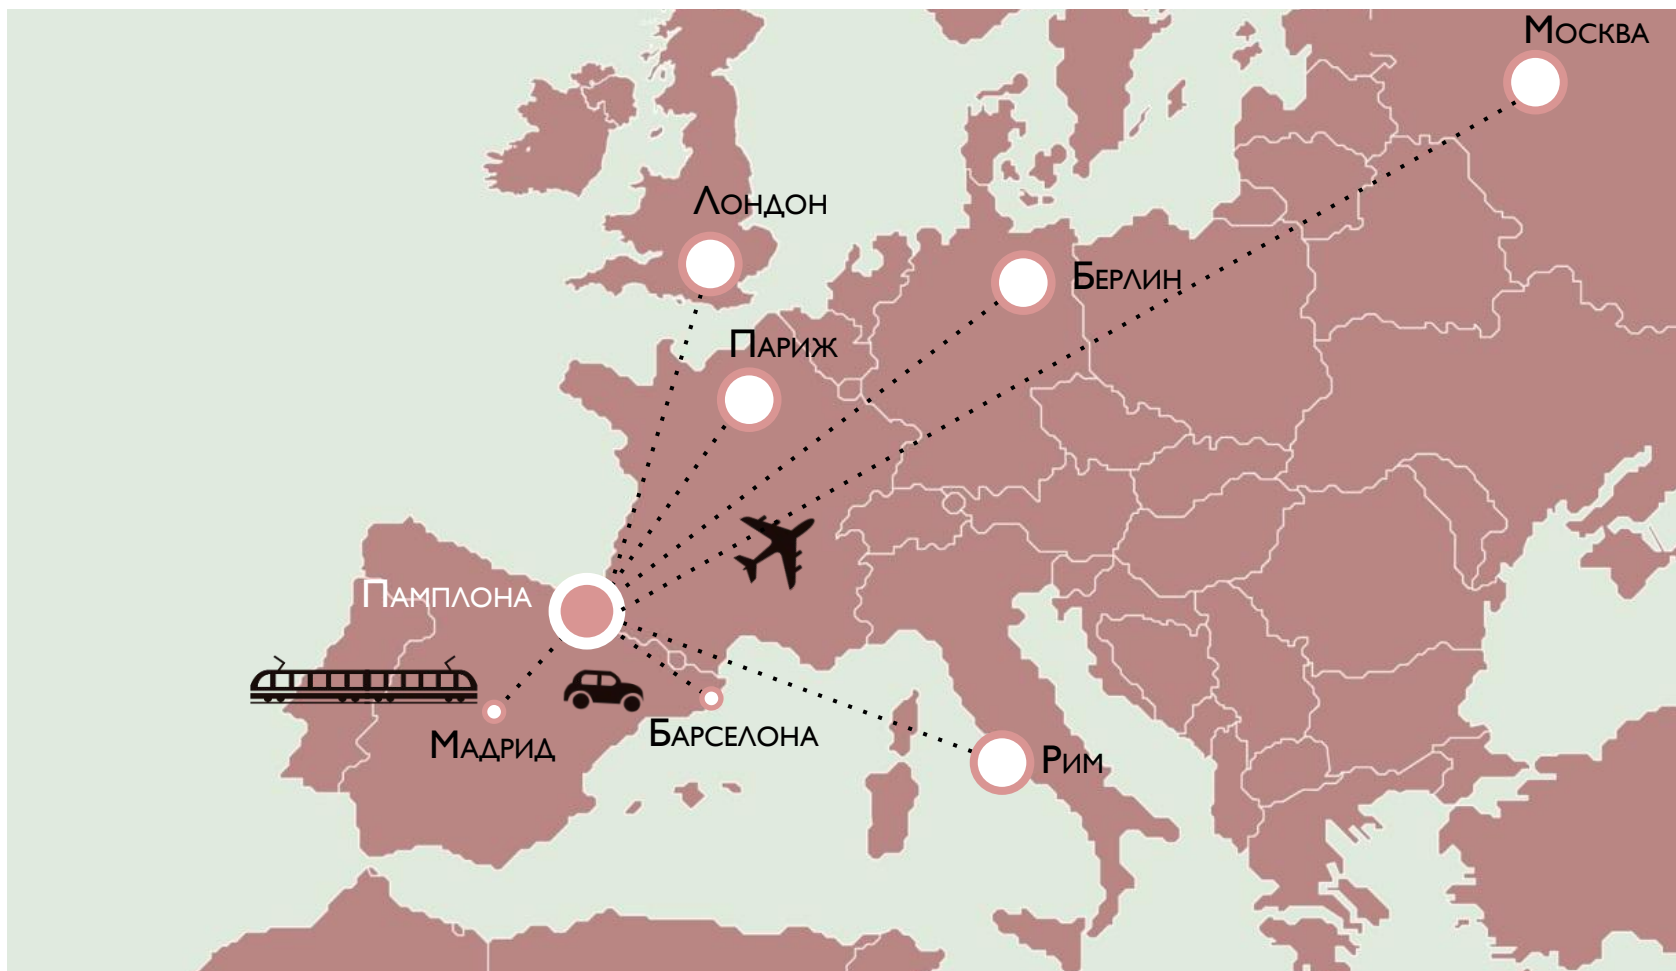 Москва
Лондон
Берлин
Париж
Памплона
Барселона
Мадрид
Рим